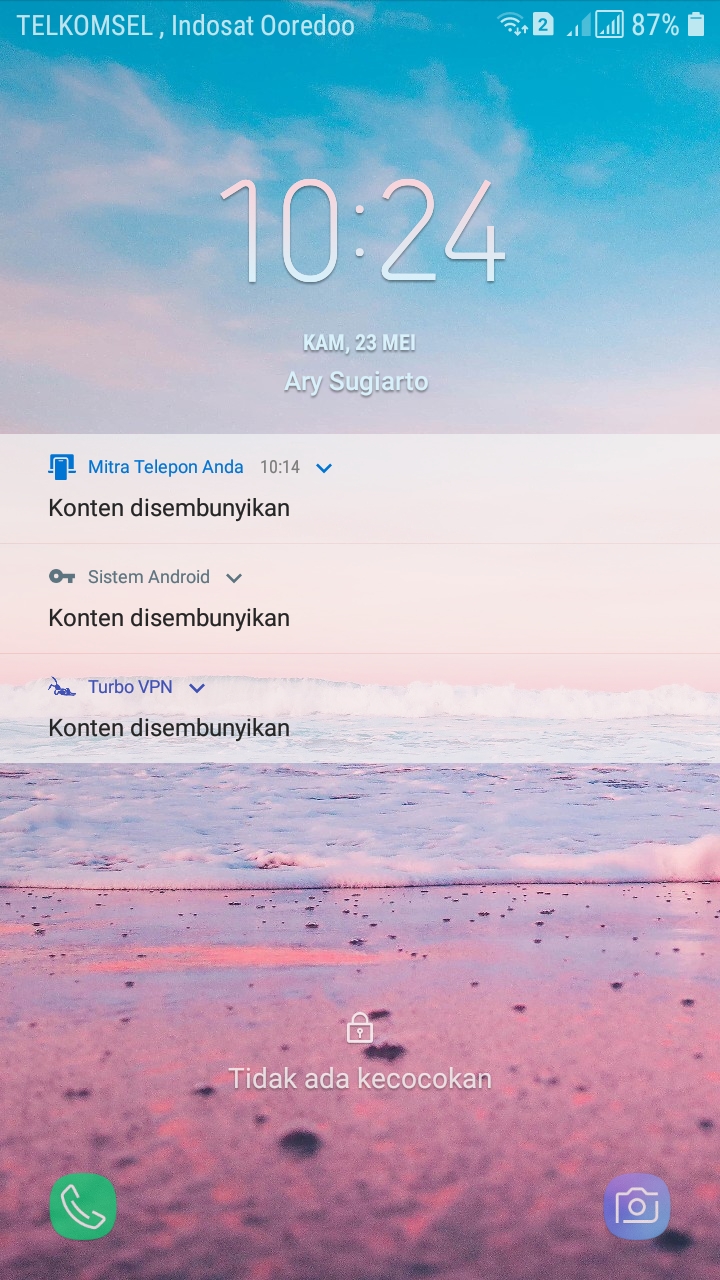 TELKOMSEL , Indosat Ooredoo 2 87%
10:24
KAM, 23 MEI
Ary Sugiarto
Mitra Telepon Anda 10:14
Konten disembunyikan
Sistem Android
Konten disembunyikan
Turbo VPN
Konten disembunyikan
Tidak ada kecocokan